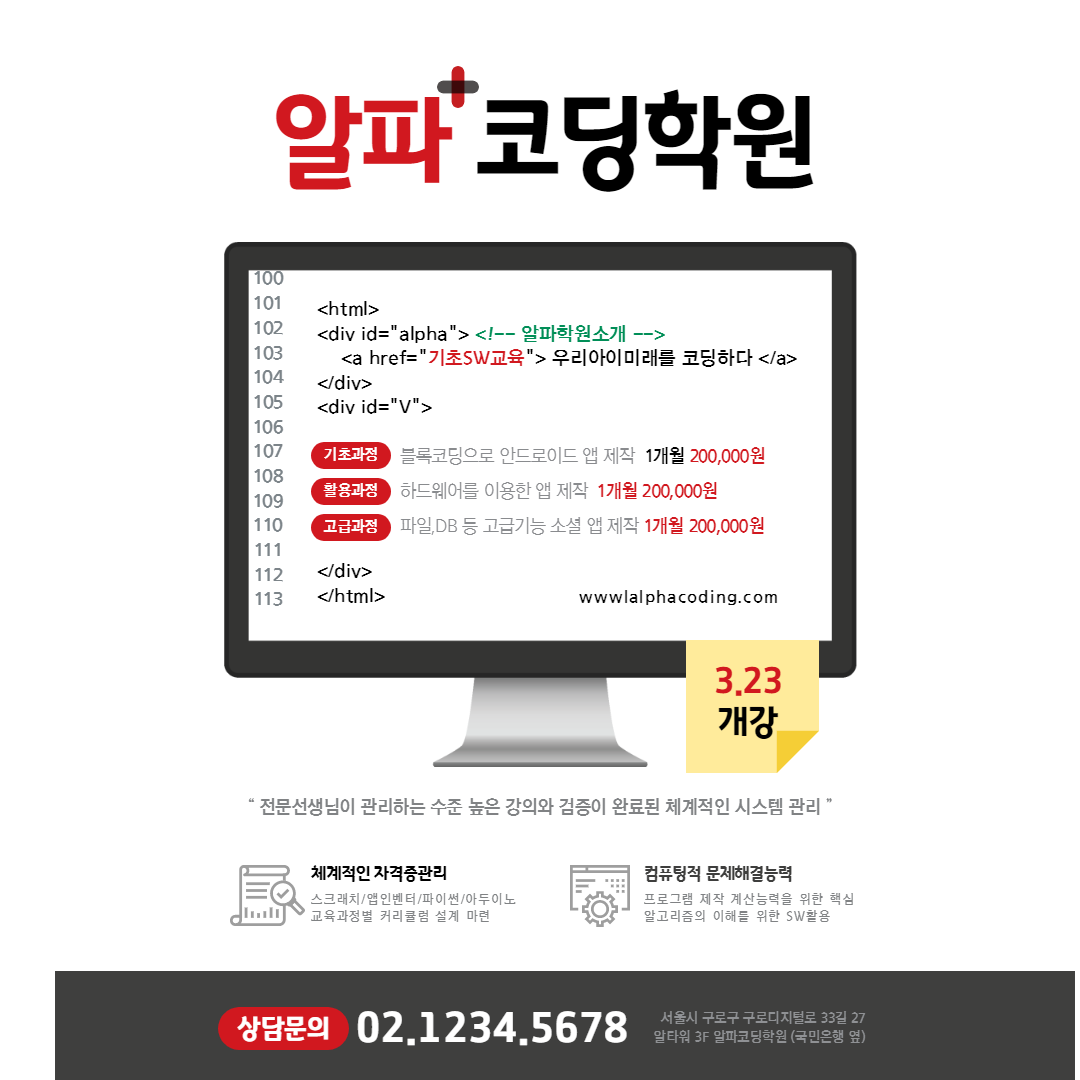 알파+코딩학원
100
101
<html>
102
<div id="alpha"> <!-- 알파학원소개 -->
103
<a href="기초SW교육"> 우리아이미래를 코딩하다 </a>
104
</div>
105
<div id="V">
106
107
기초과정 블록코딩으로 안드로이드 앱 제작 1개월 200,000원
108
활용과정 하드웨어를 이용한 앱 제작 1개월 200,000원
109
110
고급과정 파일,DB 등 고급기능 소셜 앱 제작 1개월 200,000원
111
112
</div>
113
</html>
wwwlalphacoding.com
3.23
개강
“ 전문선생님이 관리하는 수준 높은 강의와 검증이 완료된 체계적인 시스템 관리 ”
체계적인 자격증관리
스크래치/앱인벤터/파이썬/아두이노
교육과정별 커리큘럼 설계 마련
컴퓨팅적 문제해결능력
프로그램 제작 계산능력을 위한 핵심
알고리즘의 이해를 위한 SW활용
상담문의 02.1234.5678
서울시 구로구 구로디지털로 33길 27
알타워 3F 알파코딩학원 (국민은행 옆)